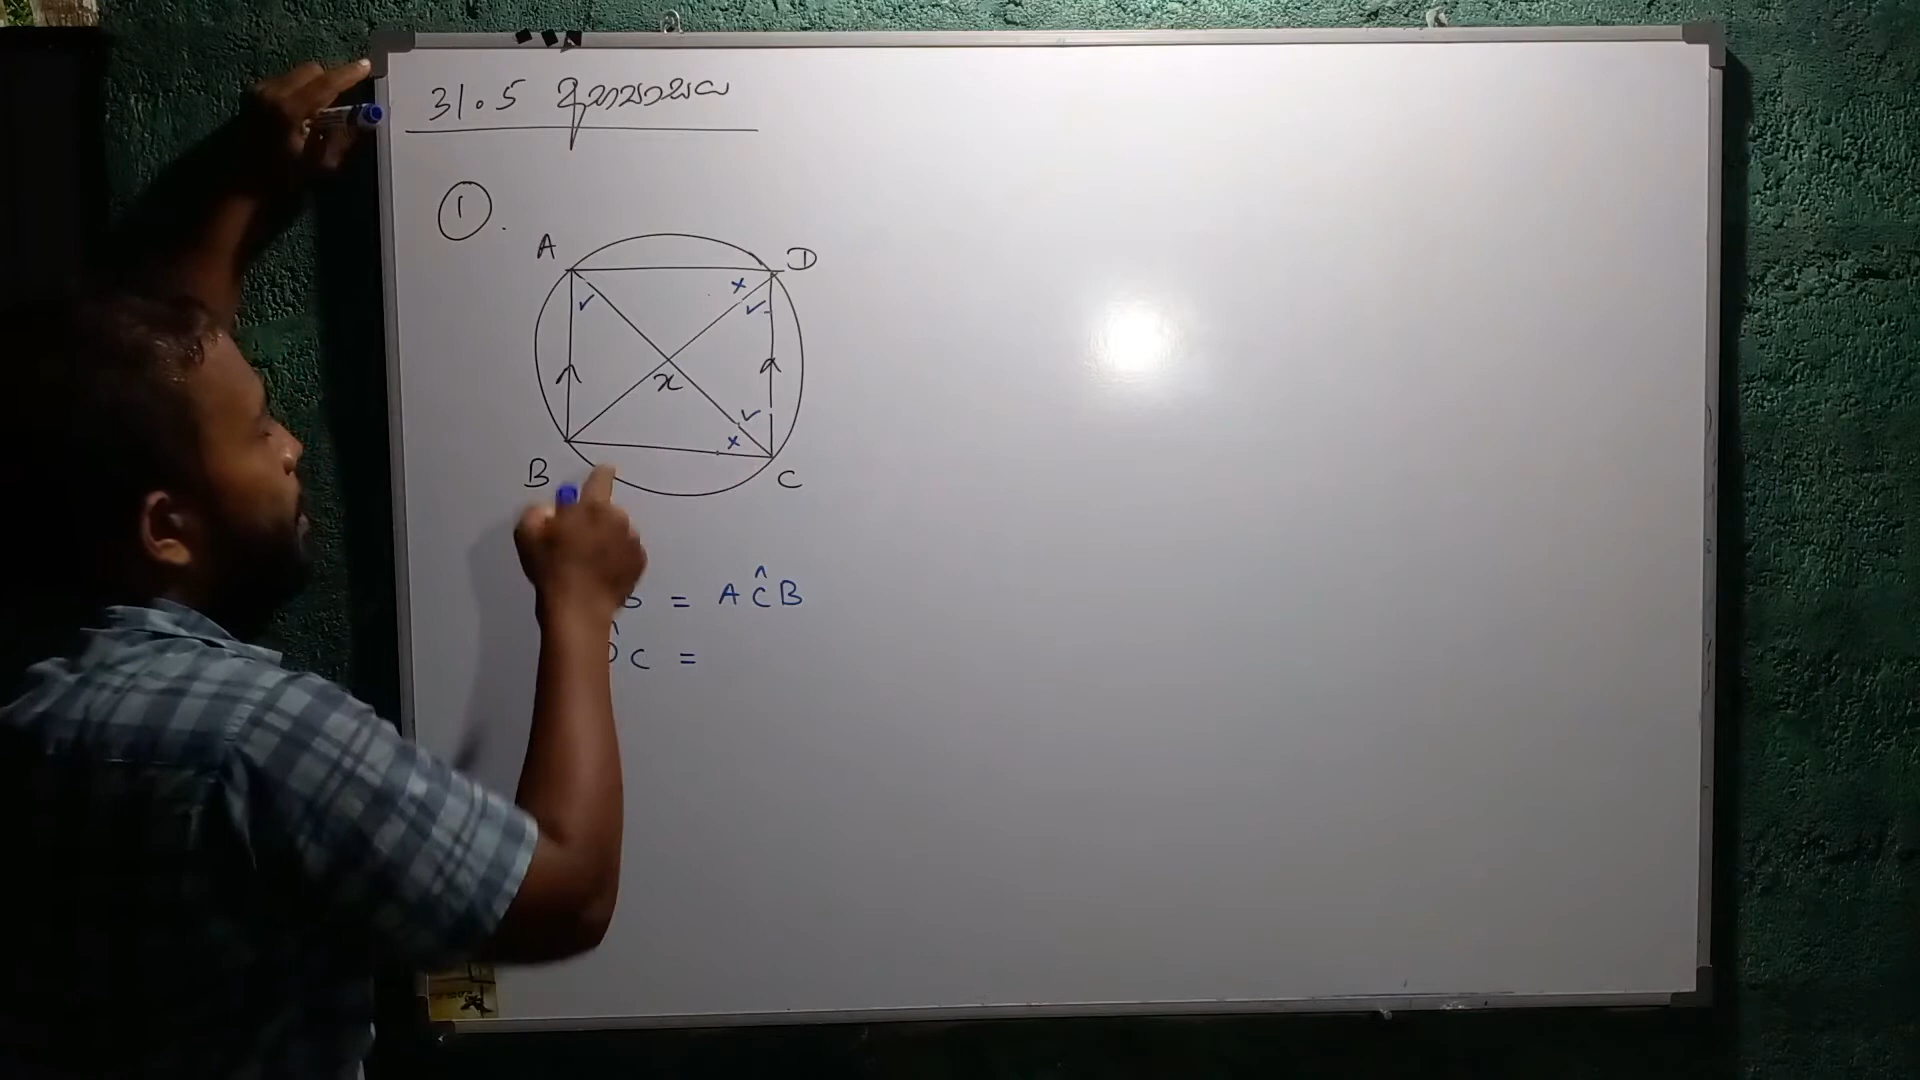 31.5 අභ්‍යාසය
①.
A D
x
✓ ✓
x
✓
x
B C
= AĈB
C =